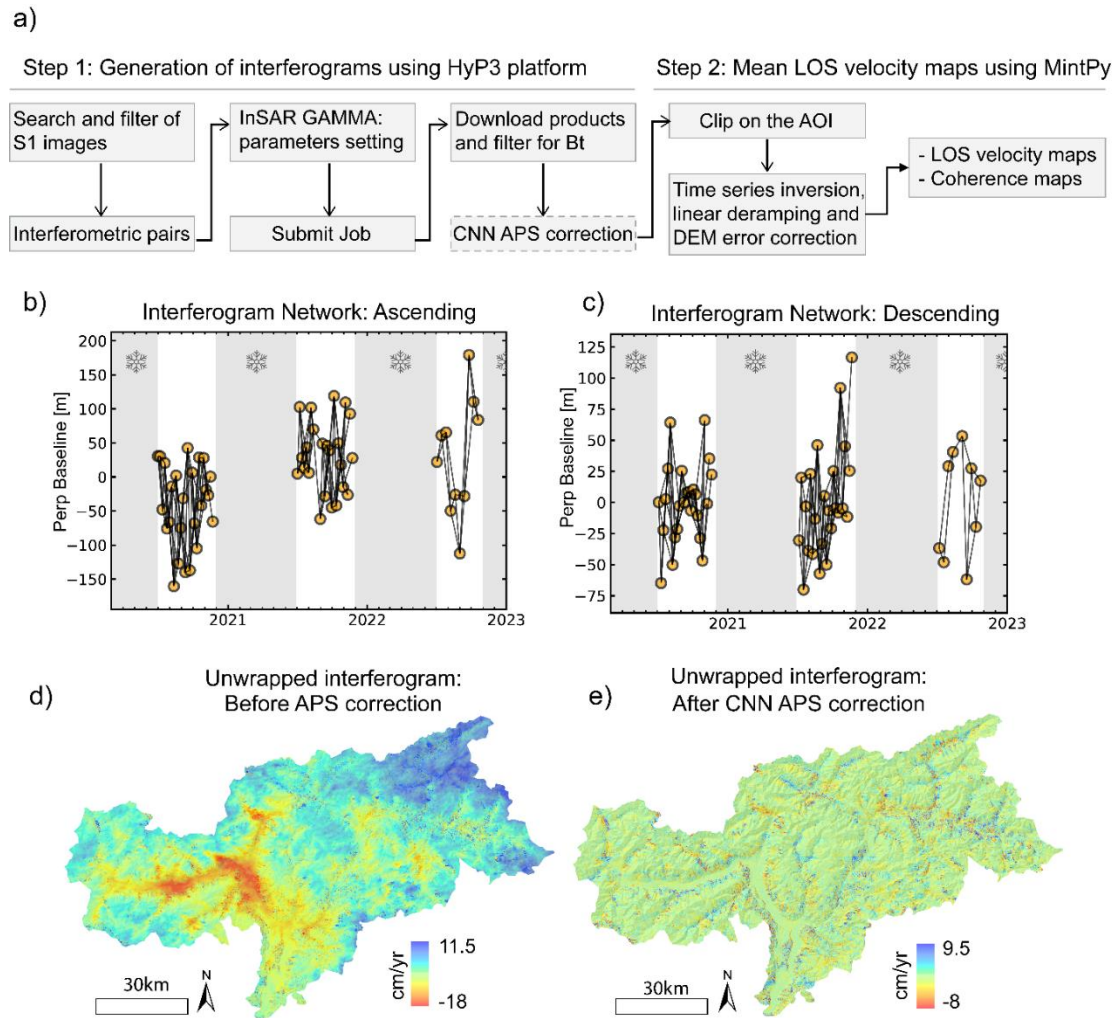 a)
Step 1: Generation of interferograms using HyP3 platform
Step 2: Mean LOS velocity maps using MintPy
Search and filter of
S1 images
InSAR GAMMA:
parameters setting
Download products
and filter for Bt
Clip on the AOI
- LOS velocity maps
- Coherence maps
Interferometric pairs
Submit Job
CNN APS correction
Time series inversion,
linear deramping and
DEM error correction
b)
Interferogram Network: Ascending
Perp Baseline [m]
200
150
100
50
0
−50
−100
−150
2021
2022
2023
c)
Interferogram Network: Descending
Perp Baseline [m]
125
100
75
50
25
0
−25
−50
−75
2021
2022
2023
d)
Unwrapped interferogram:
Before APS correction
30km
N
cm/yr
11.5
-18
e)
Unwrapped interferogram:
After CNN APS correction
30km
N
cm/yr
9.5
-8